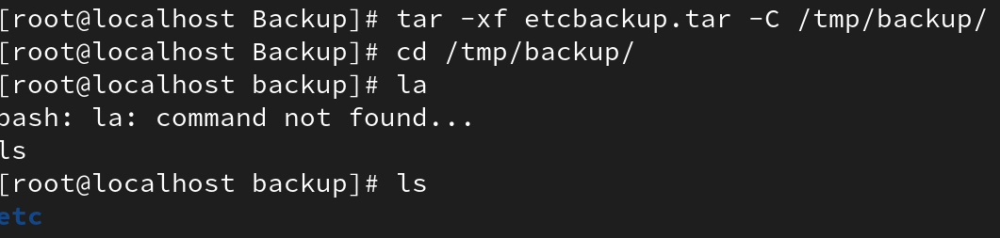 [root@localhost Backup]# tar -xf etcbackup.tar -C /tmp/backup/
[root@localhost Backup]# cd /tmp/backup/
[root@localhost backup]# la
bash: la: command not found...
ls
[root@localhost backup]# ls
etc